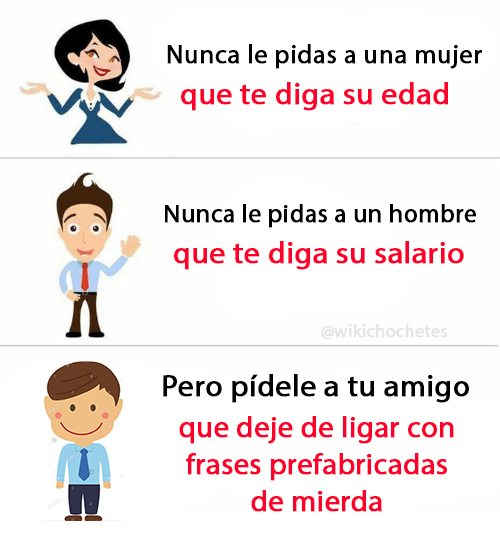 Nunca le pidas a una mujer
que te diga su edad
Nunca le pidas a un hombre
que te diga su salario
@wikichochetes
Pero pídele a tu amigo
que deje de ligar con
frases prefabricadas
de mierda